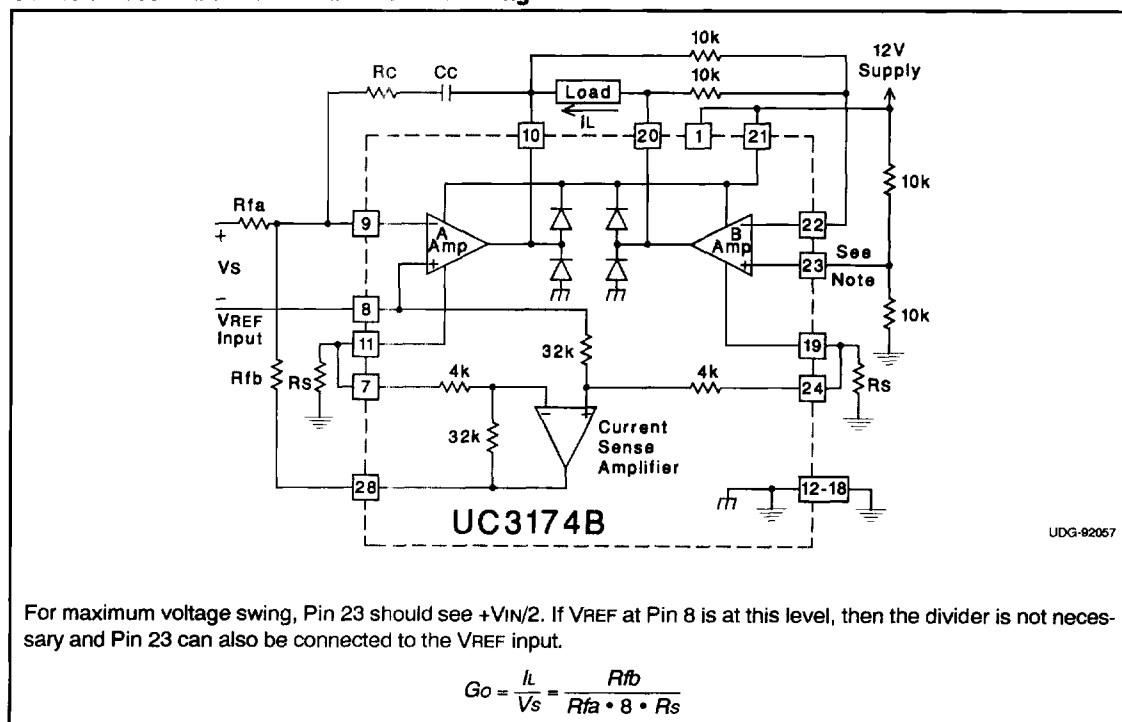 10k
12V
Supply
Rc
Cc
10k
Load
IL
10
20
1
21
10k
Rfa
9
A
Amp
B
Amp
22
+
Vs
–
23
See
Note
8
VREF
Input
32k
10k
11
19
Rfb
Rs
4k
4k
Rs
7
24
32k
Current
Sense
Amplifier
28
12-18
UC3174B
UDG-92057
For maximum voltage swing, Pin 23 should see +VIN/2. If VREF at Pin 8 is at this level, then the divider is not neces-
sary and Pin 23 can also be connected to the VREF input.
Go = IL / Vs = Rfb / Rfa • 8 • Rs